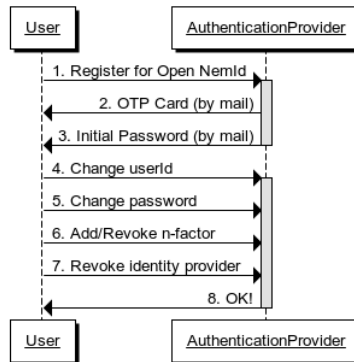 User
AuthenticationProvider
1. Register for Open NemId
2. OTP Card (by mail)
3. Initial Password (by mail)
4. Change userId
5. Change password
6. Add/Revoke n-factor
7. Revoke identity provider
8. OK!
User
AuthenticationProvider